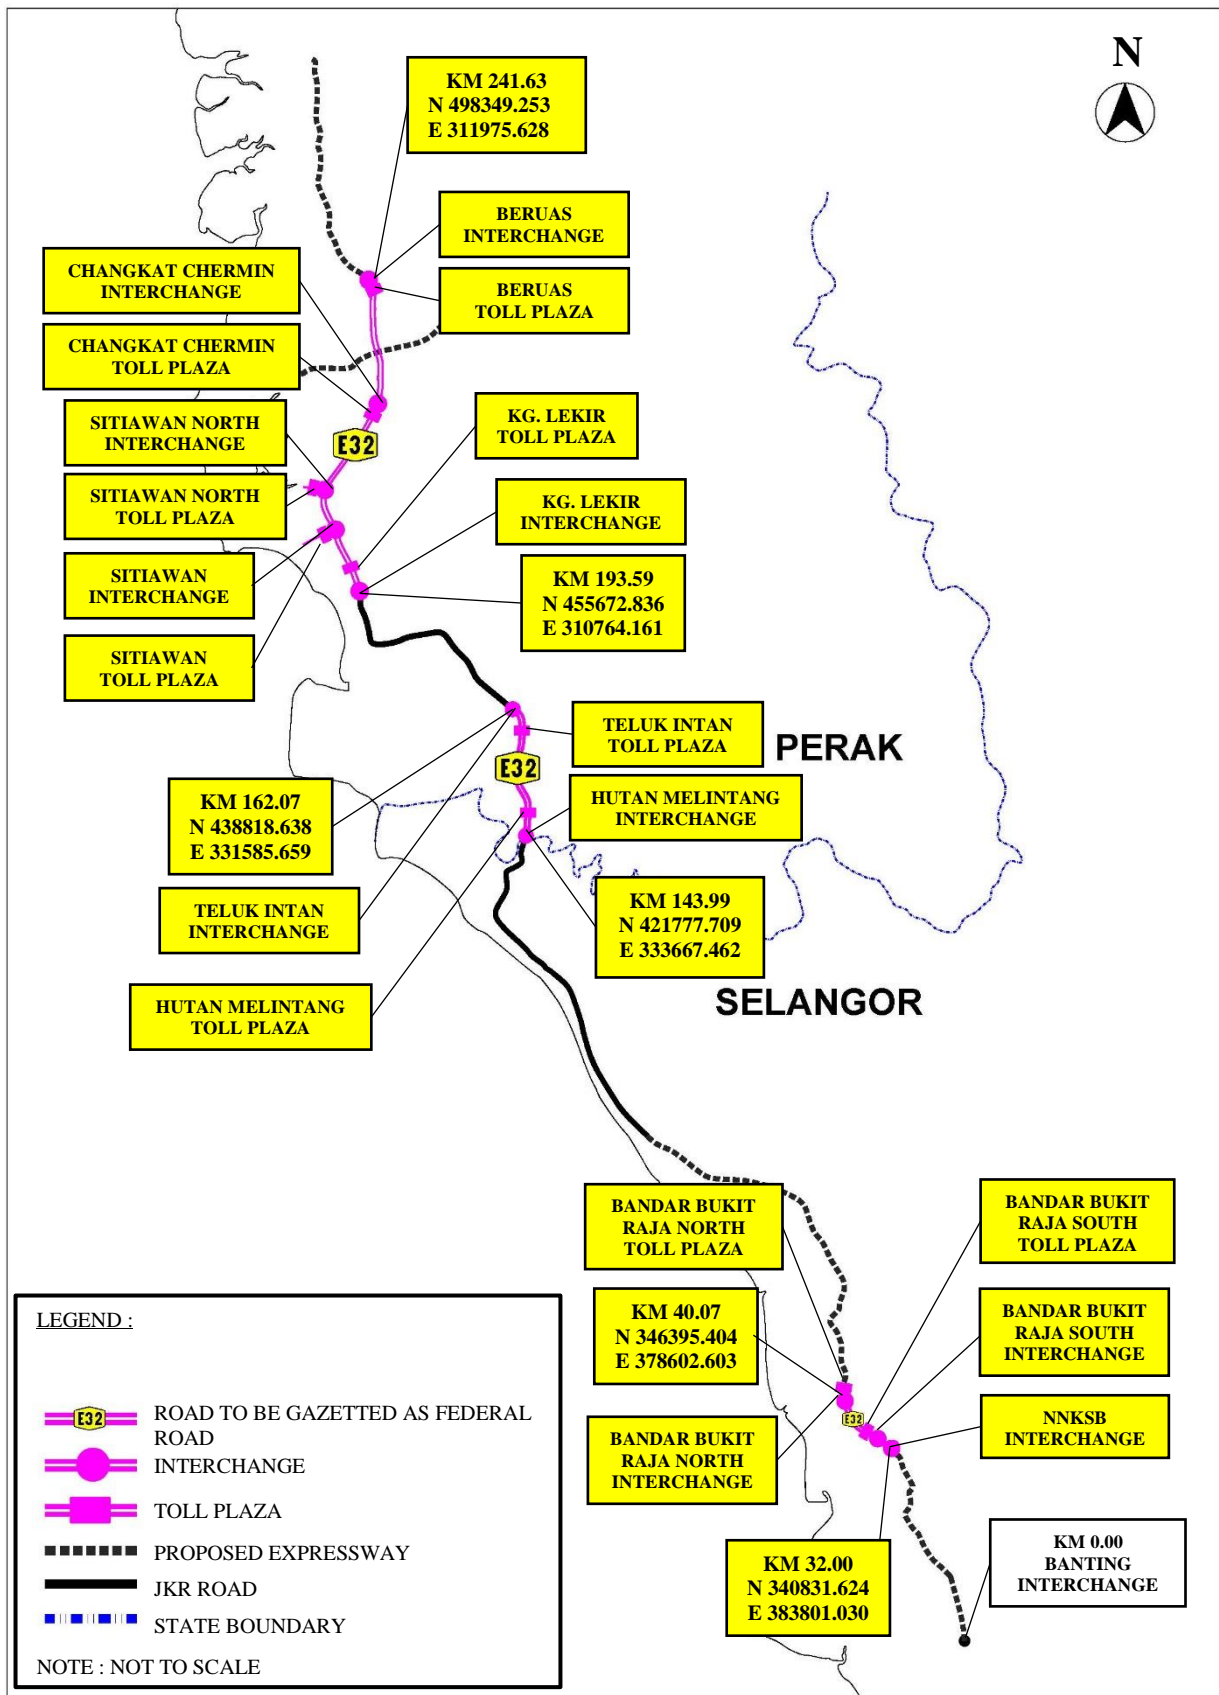 N
KM 241.63
N 498349.253
E 311975.628
BERUAS
INTERCHANGE
BERUAS
TOLL PLAZA
CHANGKAT CHERMIN
INTERCHANGE
CHANGKAT CHERMIN
TOLL PLAZA
SITIAWAN NORTH
INTERCHANGE
E32
KG. LEKIR
TOLL PLAZA
SITIAWAN NORTH
TOLL PLAZA
KG. LEKIR
INTERCHANGE
SITIAWAN
INTERCHANGE
KM 193.59
N 455672.836
E 310764.161
SITIAWAN
TOLL PLAZA
TELUK INTAN
TOLL PLAZA
PERAK
E32
KM 162.07
N 438818.638
E 331585.659
HUTAN MELINTANG
INTERCHANGE
TELUK INTAN
INTERCHANGE
KM 143.99
N 421777.709
E 333667.462
HUTAN MELINTANG
TOLL PLAZA
SELANGOR
BANDAR BUKIT
RAJA NORTH
TOLL PLAZA
BANDAR BUKIT
RAJA SOUTH
TOLL PLAZA
KM 40.07
N 346395.404
E 378602.603
BANDAR BUKIT
RAJA SOUTH
INTERCHANGE
E32
BANDAR BUKIT
RAJA NORTH
INTERCHANGE
NNKSB
INTERCHANGE
KM 32.00
N 340831.624
E 383801.030
KM 0.00
BANTING
INTERCHANGE
LEGEND :
E32
ROAD TO BE GAZETTED AS FEDERAL
ROAD
INTERCHANGE
TOLL PLAZA
PROPOSED EXPRESSWAY
JKR ROAD
STATE BOUNDARY
NOTE : NOT TO SCALE